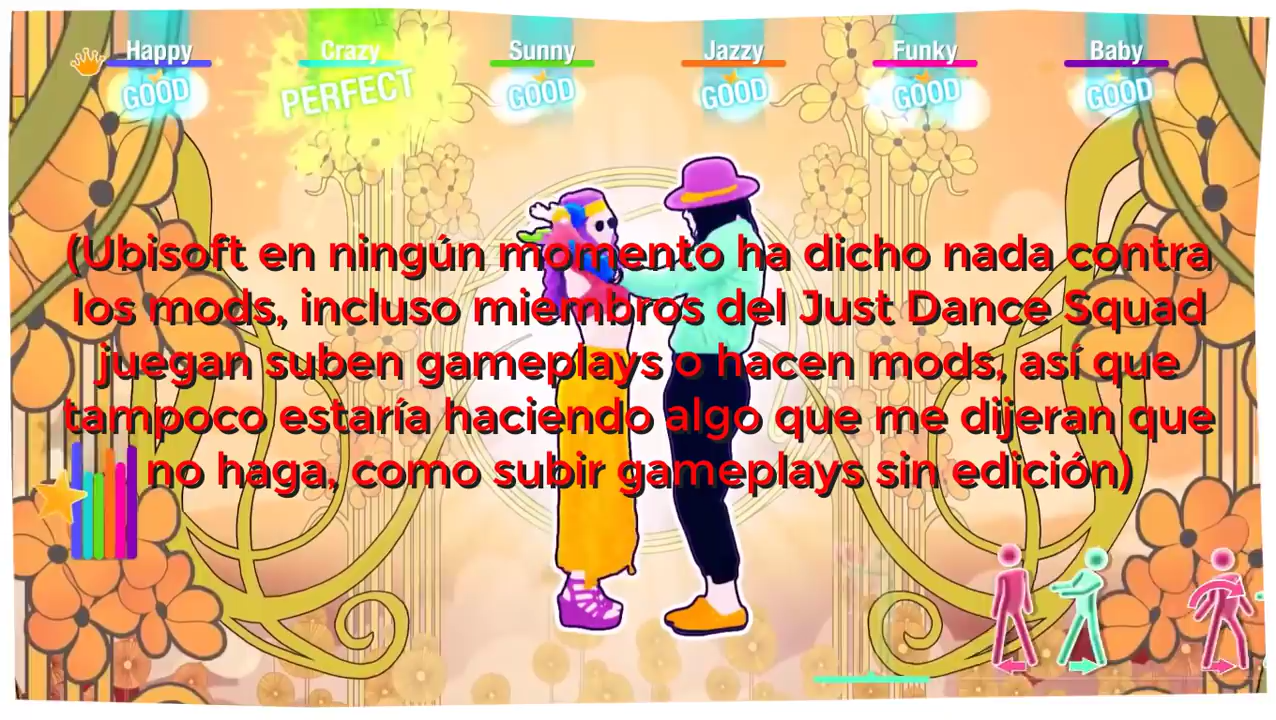 Happy Crazy Sunny Jazzy Funky Baby
GOOD PERFECT GOOD GOOD GOOD GOOD
(Ubisoft en ningún momento ha dicho nada contra
los mods, incluso miembros del Just Dance Squad
juegan suben gameplays o hacen mods, así que
tampoco estaría haciendo algo que me dijeran que
no haga, como subir gameplays sin edición)